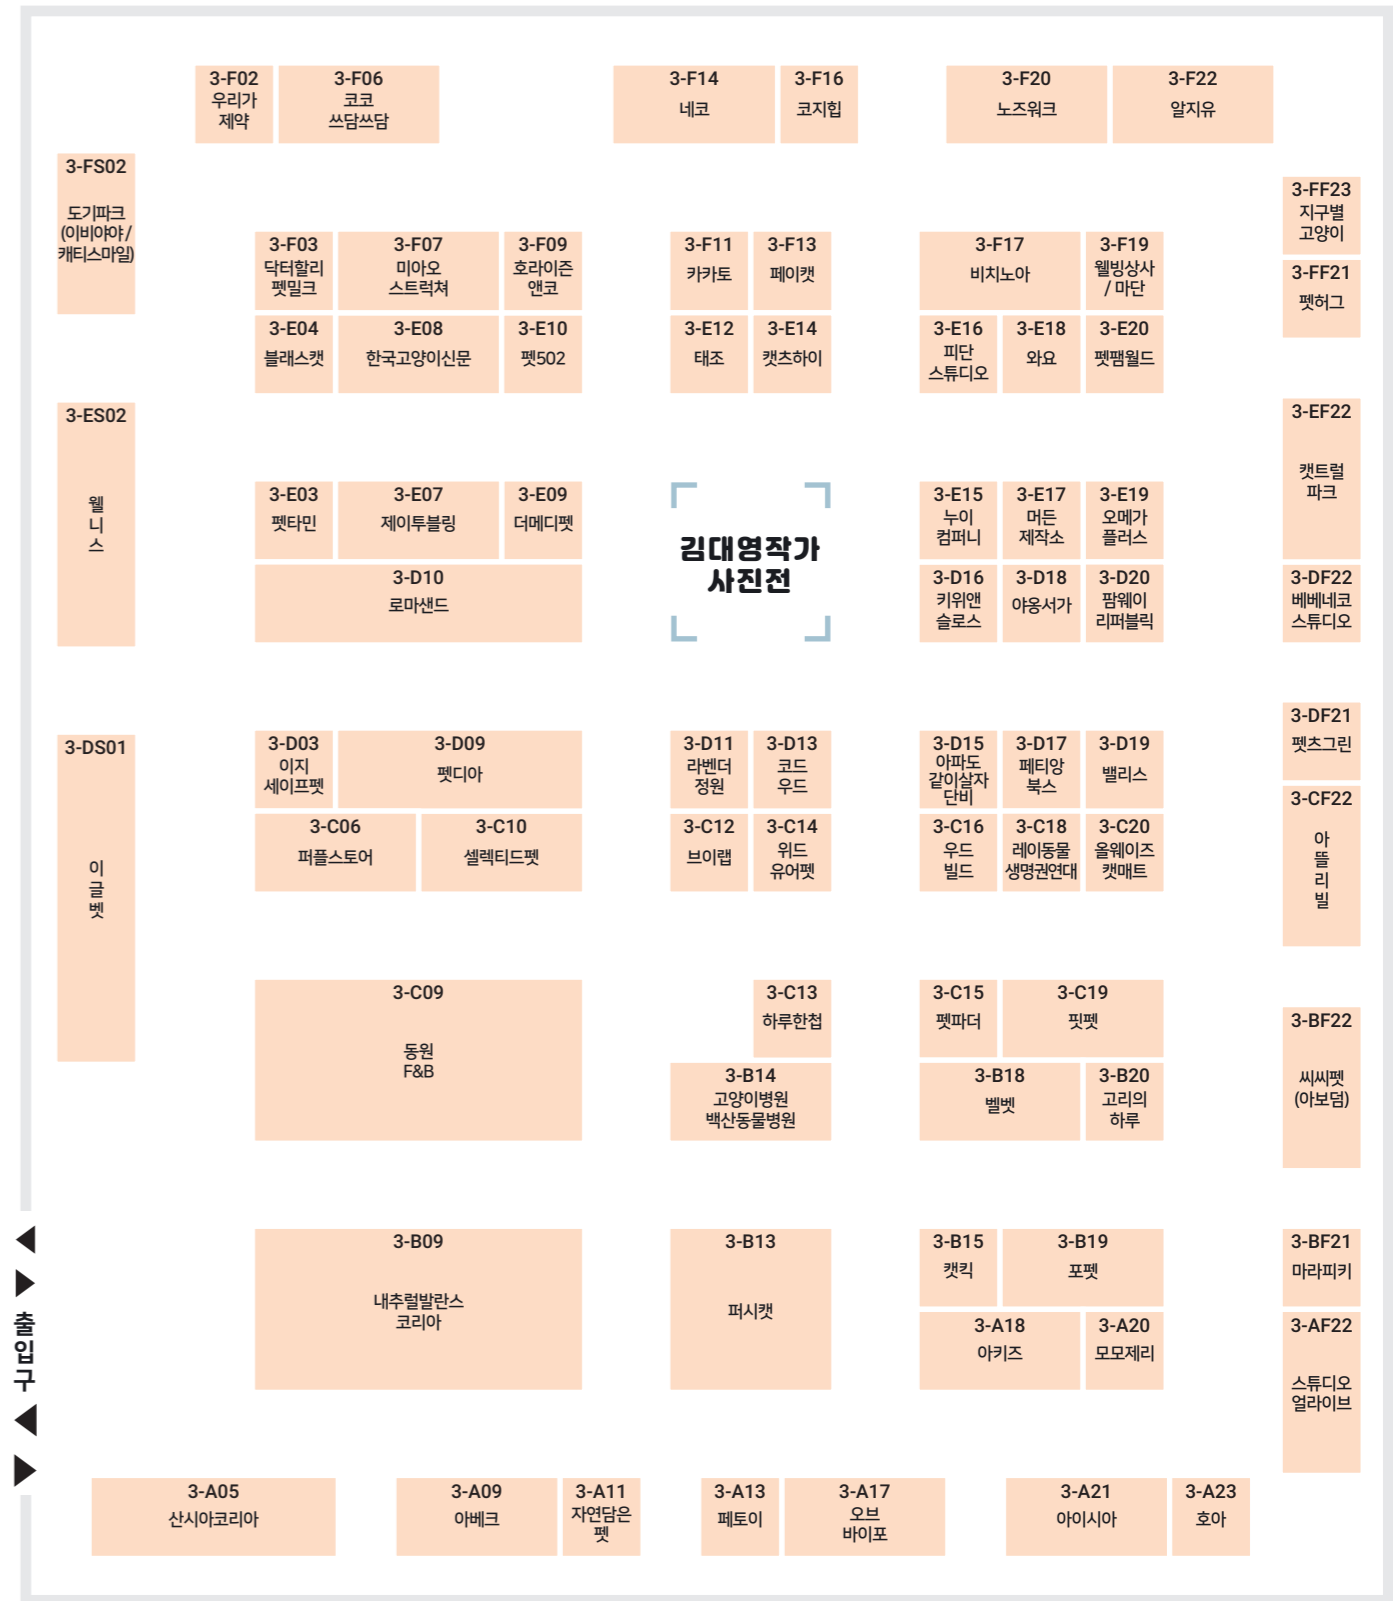 3-F02
우리가
제약
3-F06
코코
쓰담쓰담
3-F14
네코
3-F16
코지힙
3-F20
노즈워크
3-F22
알지유
3-FS02
도기파크
(이비야야 /
캐티스마일)
3-FF23
지구별
고양이
3-FF21
펫허그
3-F03
닥터할리
펫밀크
3-F07
미아오
스트럭쳐
3-F09
호라이즌
앤코
3-F11
카카토
3-F13
페이캣
3-F17
비치노아
3-F19
웰빙상사
/ 마단
3-E04
블래스캣
3-E08
한국고양이신문
3-E10
펫502
3-E12
태조
3-E14
캣츠하이
3-E16
피단
스튜디오
3-E18
와요
3-E20
펫팸월드
3-ES02
웰
니
스
3-EF22
캣트럴
파크
3-E03
펫타민
3-E07
제이투블링
3-E09
더메디펫
김대영작가
사진전
3-E15
누이
컴퍼니
3-E17
머든
제작소
3-E19
오메가
플러스
3-D10
로마샌드
3-D16
키위앤
슬로스
3-D18
야옹서가
3-D20
팜웨이
리퍼블릭
3-DF22
베베네코
스튜디오
3-DS01
이
글
벳
3-D03
이지
세이프펫
3-D09
펫디아
3-D11
라벤더
정원
3-D13
코드
우드
3-D15
아파도
같이살자
단비
3-D17
페티앙
북스
3-D19
밸리스
3-DF21
펫츠그린
3-C06
퍼플스토어
3-C10
셀렉티드펫
3-C12
브이랩
3-C14
위드
유어펫
3-C16
우드
빌드
3-C18
레이동물
생명권연대
3-C20
올웨이즈
캣매트
3-CF22
아
뜰
리
빌
3-C09
동원
F&B
3-C13
하루한첩
3-C15
펫파더
3-C19
핏펫
3-B14
고양이병원
백산동물병원
3-B18
벨벳
3-B20
고리의
하루
3-BF22
씨씨펫
(아보덤)
출
입
구
3-B09
내추럴발란스
코리아
3-B13
퍼시캣
3-B15
캣킥
3-B19
포펫
3-BF21
마라피키
3-A18
아키즈
3-A20
모모제리
3-AF22
스튜디오
얼라이브
3-A05
산시아코리아
3-A09
아베크
3-A11
자연담은
펫
3-A13
페토이
3-A17
오브
바이포
3-A21
아이시아
3-A23
호아